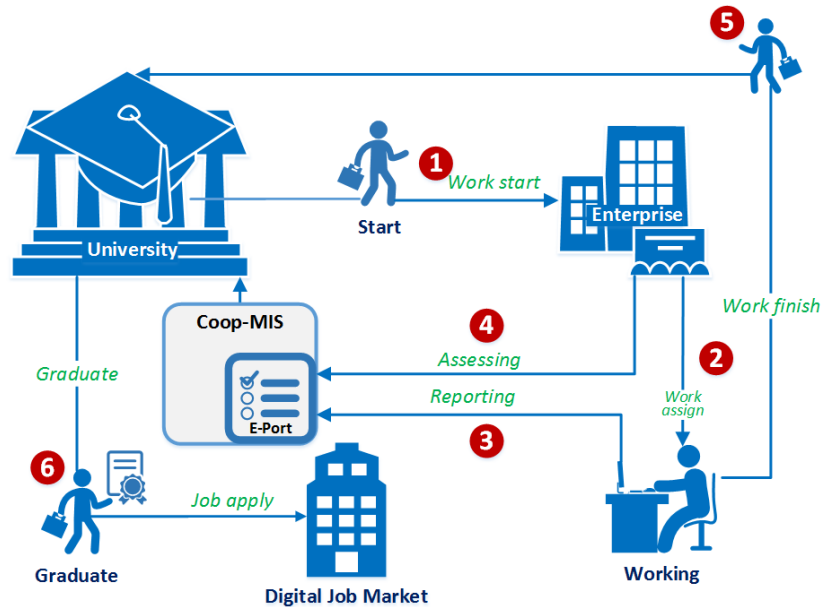 5
1
Work start
Start
Enterprise
University
Work finish
Coop-MIS
4
Assessing
2
Graduate
Reporting
Work
assign
E-Port
3
6
Job apply
Graduate
Working
Digital Job Market